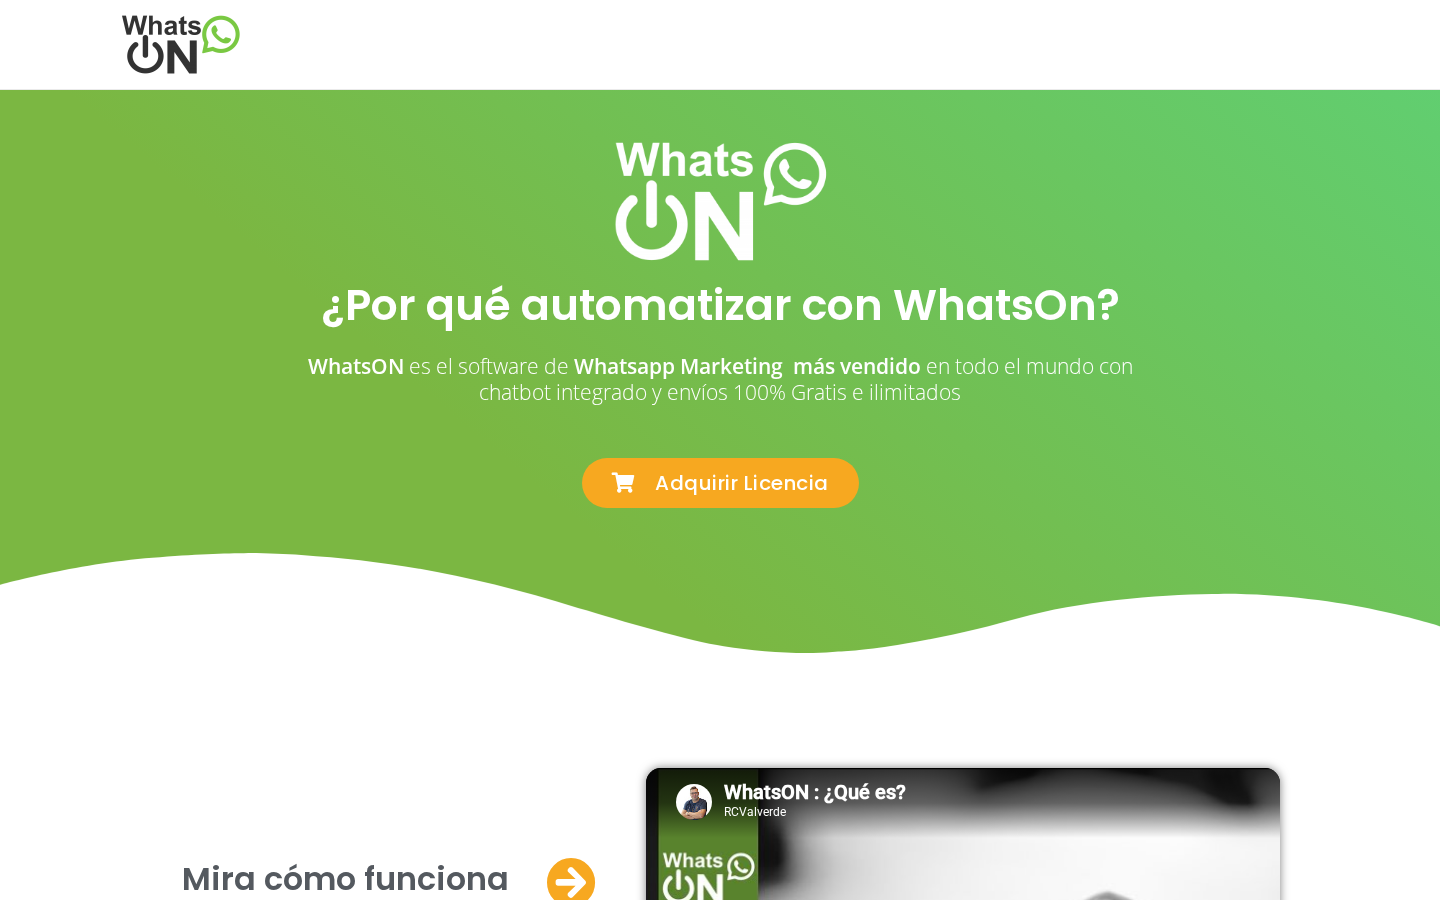 Whats
ON
Whats
ON
¿Por qué automatizar con WhatsOn?
WhatsON es el software de Whatsapp Marketing  más vendido en todo el mundo con
chatbot integrado y envíos 100% Gratis e ilimitados
Adquirir Licencia
WhatsON : ¿Qué es?
RCValverde
Whats
ON
Mira cómo funciona